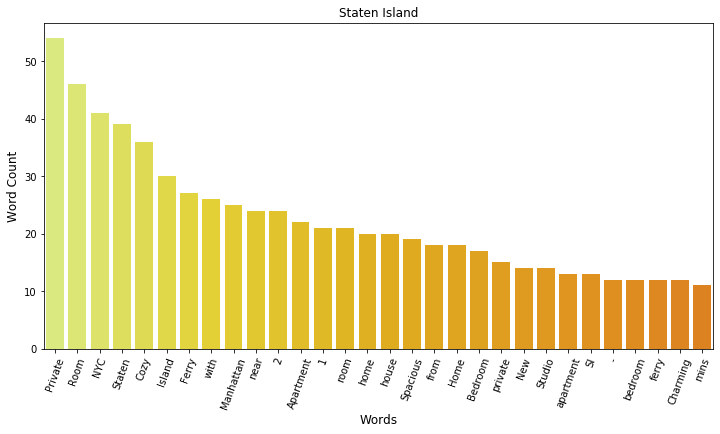 Staten Island
Word Count
50
40
30
20
10
0
Private Room NYC Staten Cozy Island Ferry with Manhattan near 2 Apartment 1 room home house Spacious from Home Bedroom private New Studio apartment SI - bedroom ferry Charming mins
Words